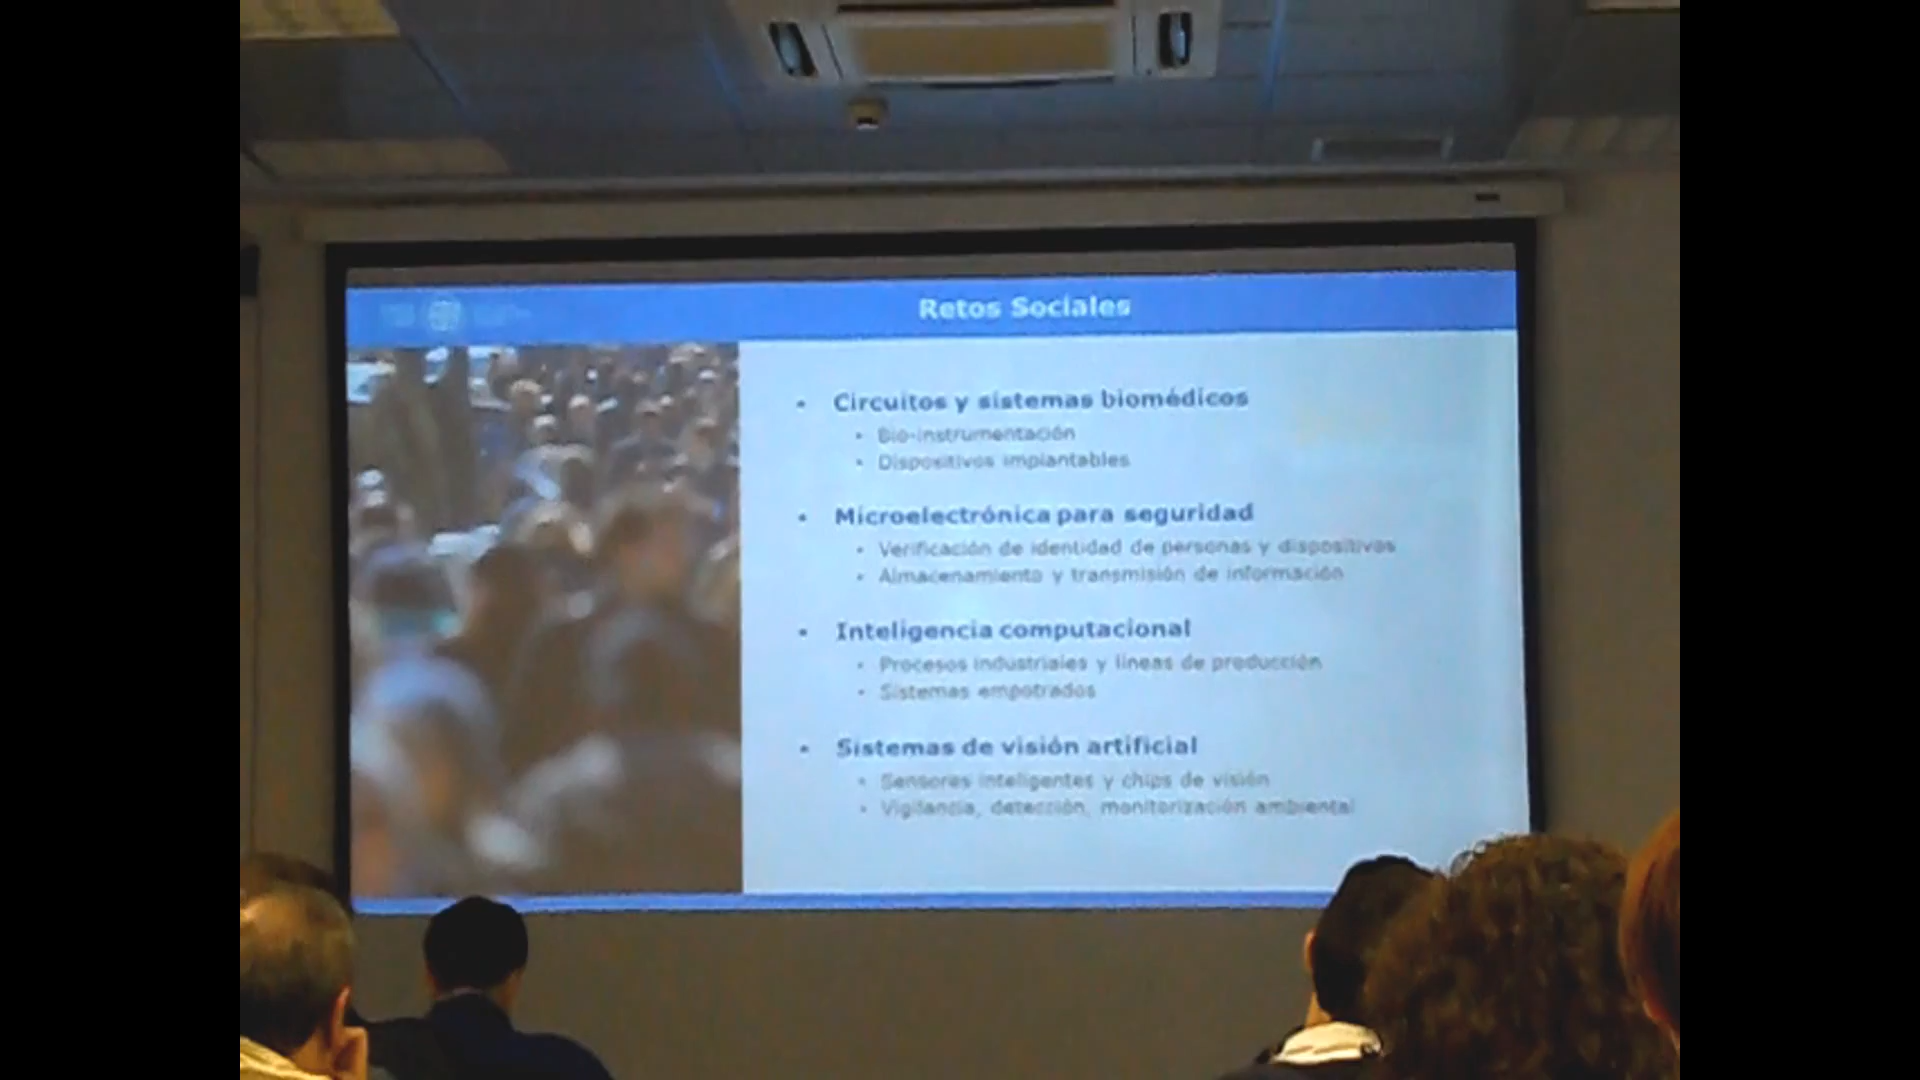 Retos Sociales
• Circuitos y sistemas biomédicos
• Bio-instrumentación
• Dispositivos implantables
• Microelectrónica para seguridad
• Verificación de identidad de personas y dispositivos
• Almacenamiento y transmisión de información
• Inteligencia computacional
• Procesos industriales y líneas de producción
• Sistemas empotrados
• Sistemas de visión artificial
• Sensores inteligentes y chips de visión
• Vigilancia, detección, monitorización ambiental